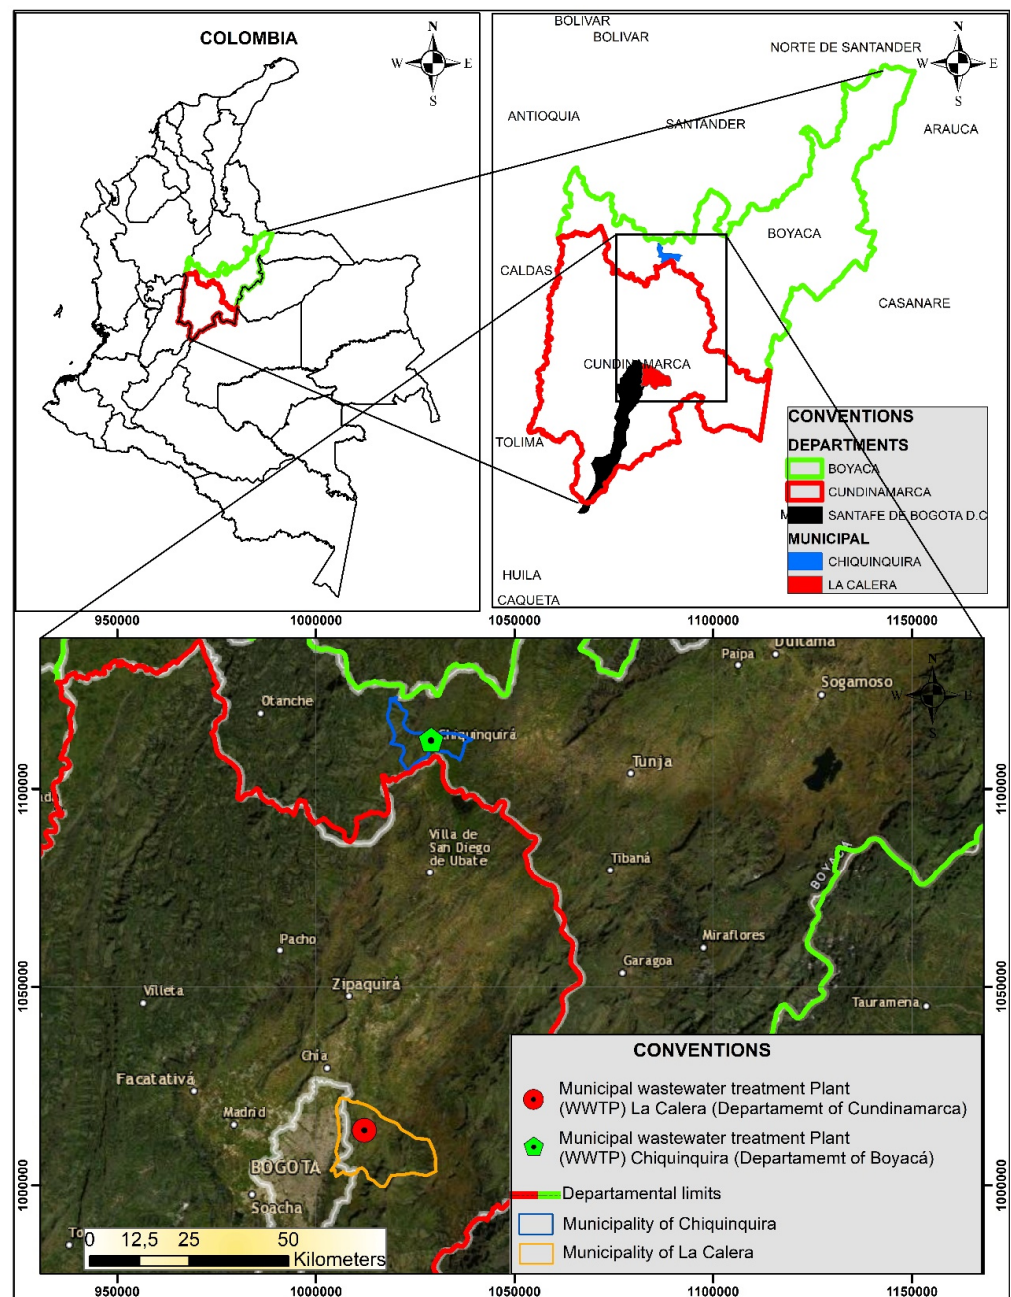 COLOMBIA
N
W
E
S
BOLIVAR
BOLIVAR
NORTE DE SANTANDER
N
W
E
S
ANTIOQUIA
SANTANDER
ARAUCA
BOYACA
CALDAS
CASANARE
CUNDINAMARCA
TOLIMA
HUILA
CAQUETA
CONVENTIONS
DEPARTMENTS
BOYACA
CUNDINAMARCA
SANTAFE DE BOGOTA D.C
MUNICIPAL
CHIQUINQUIRA
LA CALERA
950000
1000000
1050000
1100000
1150000
Duitama
Paipa
Sogamoso
N
W
E
S
Otanche
Chiquinquirá
Tunja
1100000
1100000
Villa de
San Diego
de Ubate
Tibaná
BOYACA
Pacho
Miraflores
Garagoa
Zipaquirá
Villeta
Tauramena
1050000
1050000
Chía
Facatativá
Madrid
BOGOTA
Soacha
1000000
1000000
To
CONVENTIONS
Municipal wastewater treatment Plant
(WWTP) La Calera (Departamemt of Cundinamarca)
Municipal wastewater treatment Plant
(WWTP) Chiquinquira (Departamemt of Boyacá)
Departamental limits
Municipality of Chiquinquira
Municipality of La Calera
0 12,5 25 50
Kilometers
950000
1000000
1050000
1100000
1150000